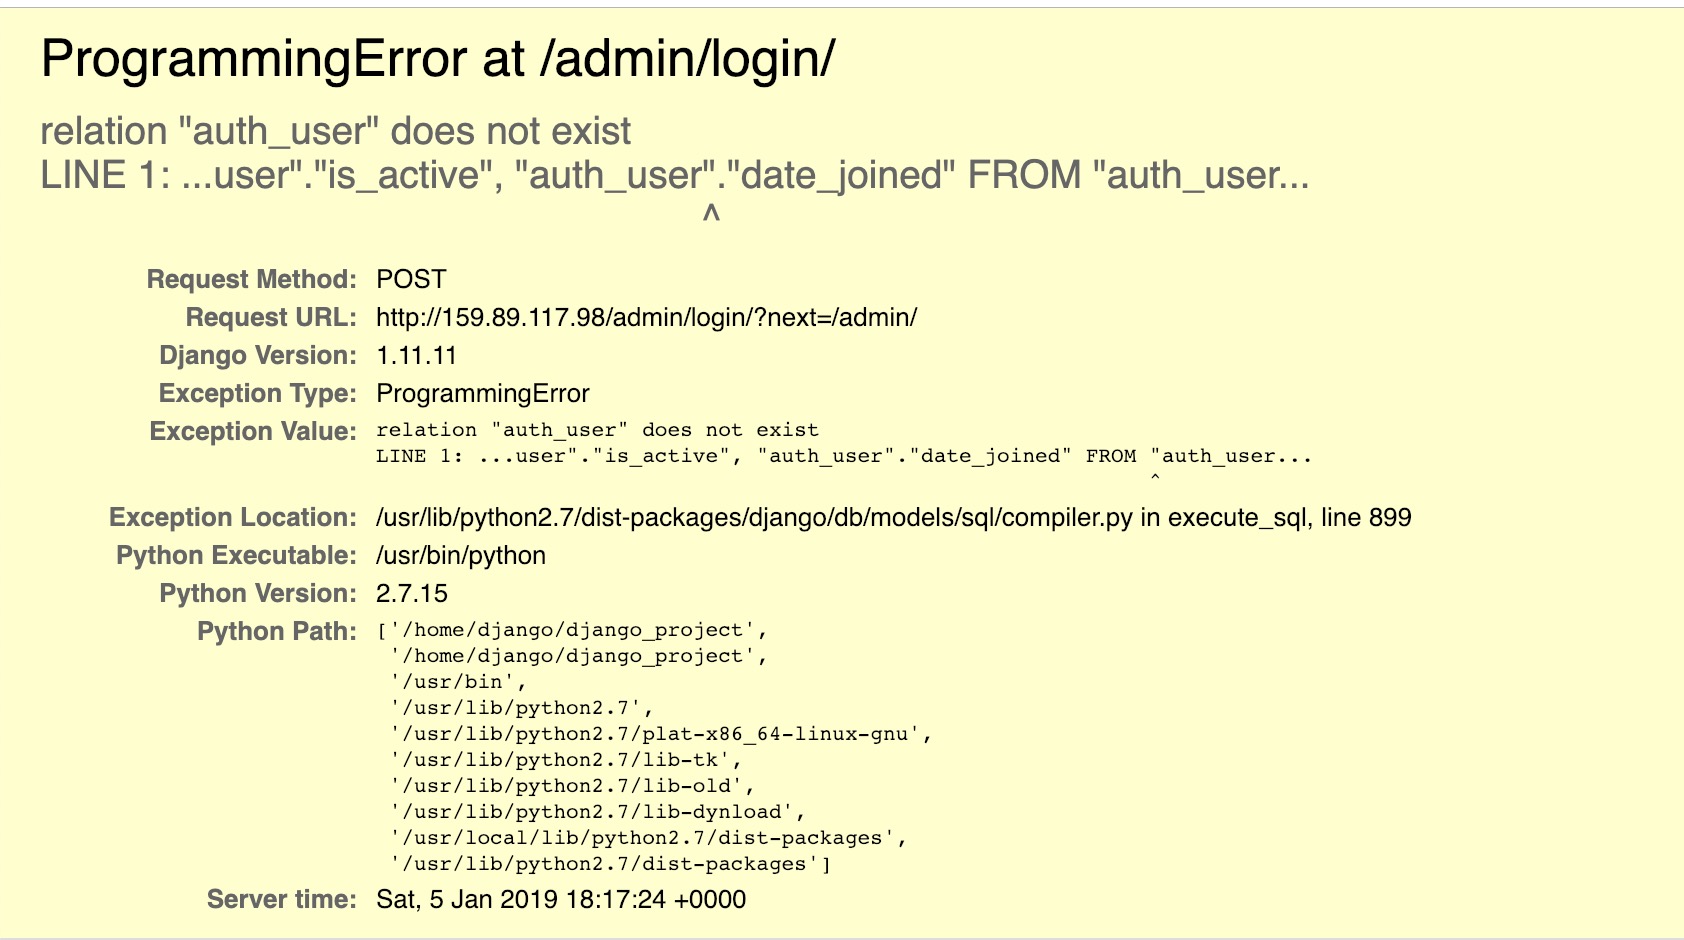 ProgrammingError at /admin/login/
relation "auth_user" does not exist
LINE 1: ...user"."is_active", "auth_user"."date_joined" FROM "auth_user...
^
Request Method: POST
Request URL: http://159.89.117.98/admin/login/?next=/admin/
Django Version: 1.11.11
Exception Type: ProgrammingError
Exception Value: relation "auth_user" does not exist
LINE 1: ...user"."is_active", "auth_user"."date_joined" FROM "auth_user...
^
Exception Location: /usr/lib/python2.7/dist-packages/django/db/models/sql/compiler.py in execute_sql, line 899
Python Executable: /usr/bin/python
Python Version: 2.7.15
Python Path: ['/home/django/django_project',
'/home/django/django_project',
'/usr/bin',
'/usr/lib/python2.7',
'/usr/lib/python2.7/plat-x86_64-linux-gnu',
'/usr/lib/python2.7/lib-tk',
'/usr/lib/python2.7/lib-old',
'/usr/lib/python2.7/lib-dynload',
'/usr/local/lib/python2.7/dist-packages',
'/usr/lib/python2.7/dist-packages']
Server time: Sat, 5 Jan 2019 18:17:24 +0000